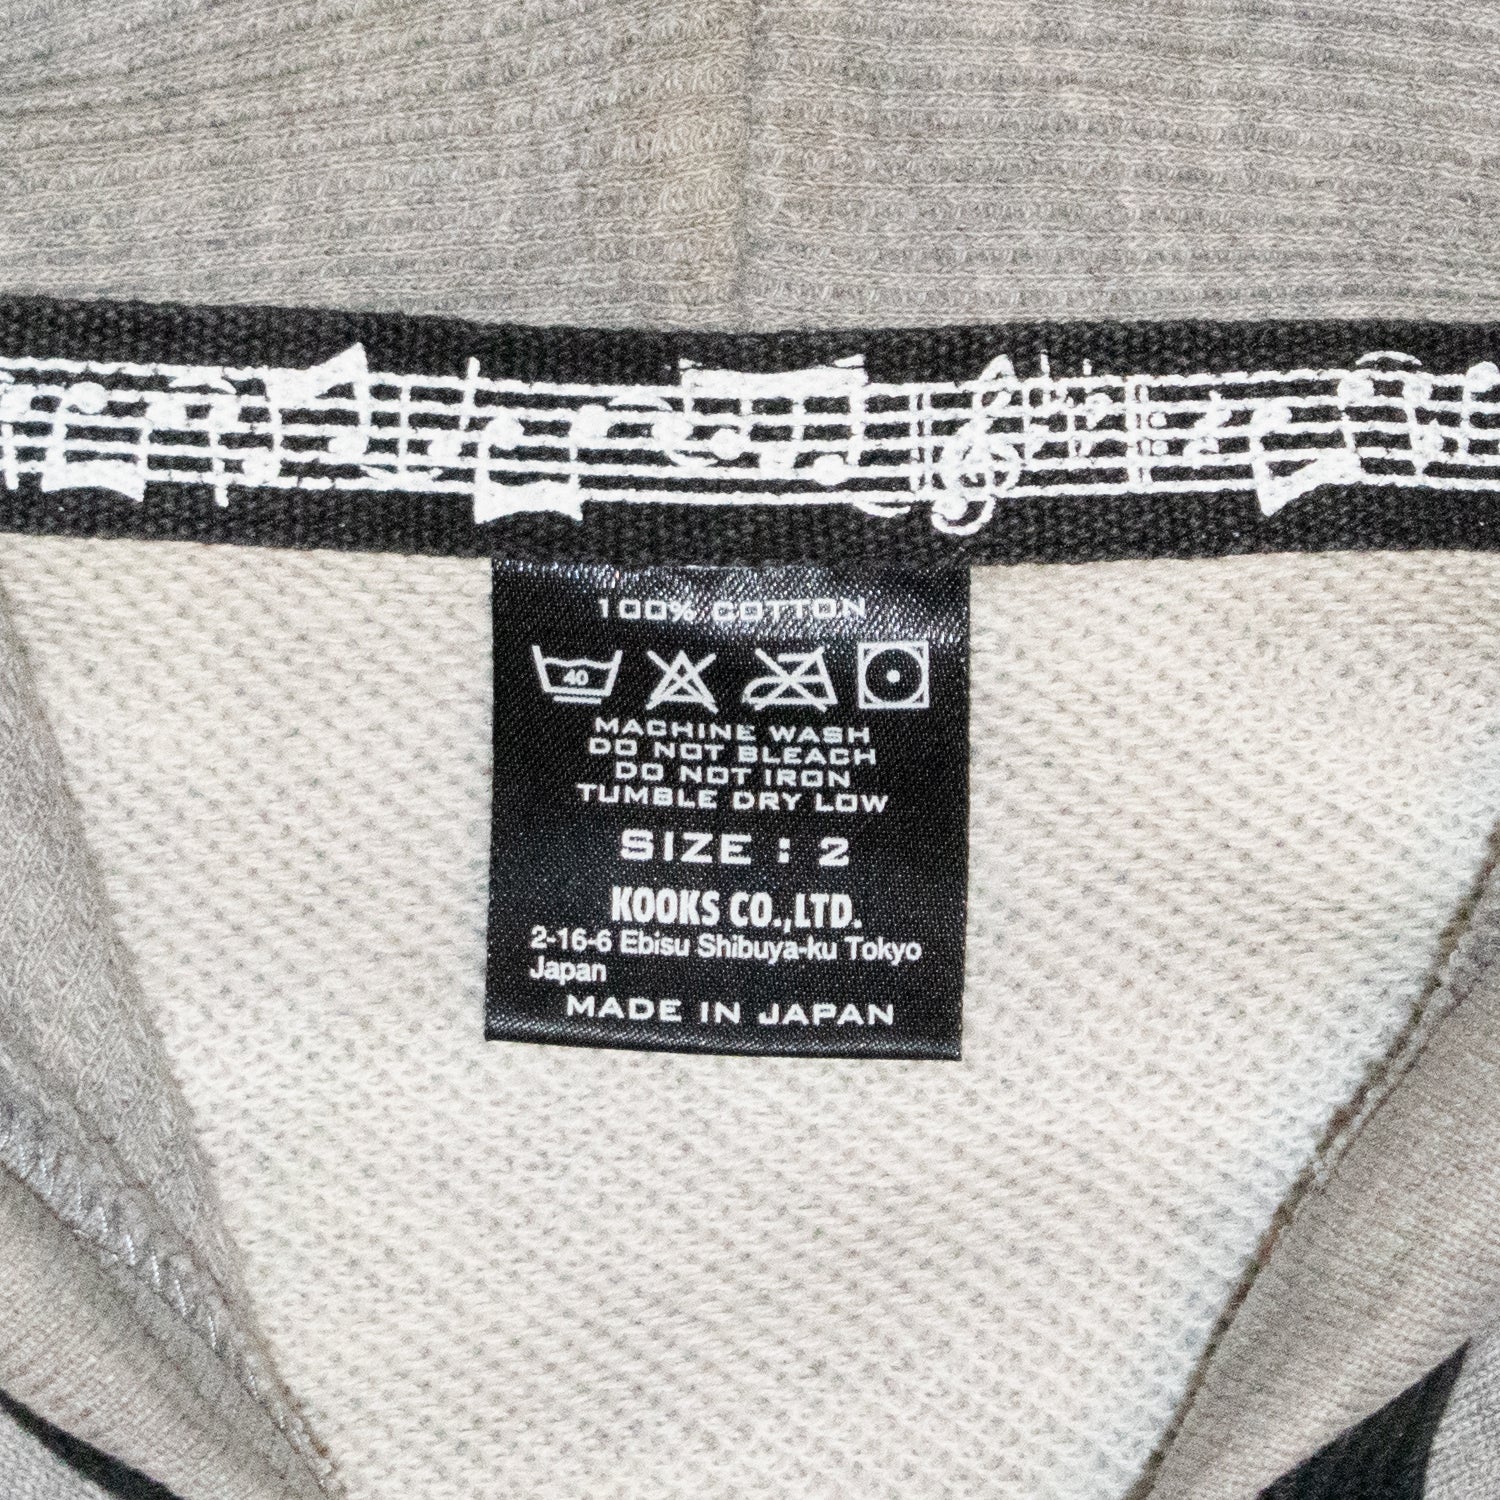 100% COTTON
40
MACHINE WASH
DO NOT BLEACH
DO NOT IRON
TUMBLE DRY LOW
SIZE : 2
KOOKS CO.,LTD.
2-16-6 Ebisu Shibuya-ku Tokyo
Japan
MADE IN JAPAN